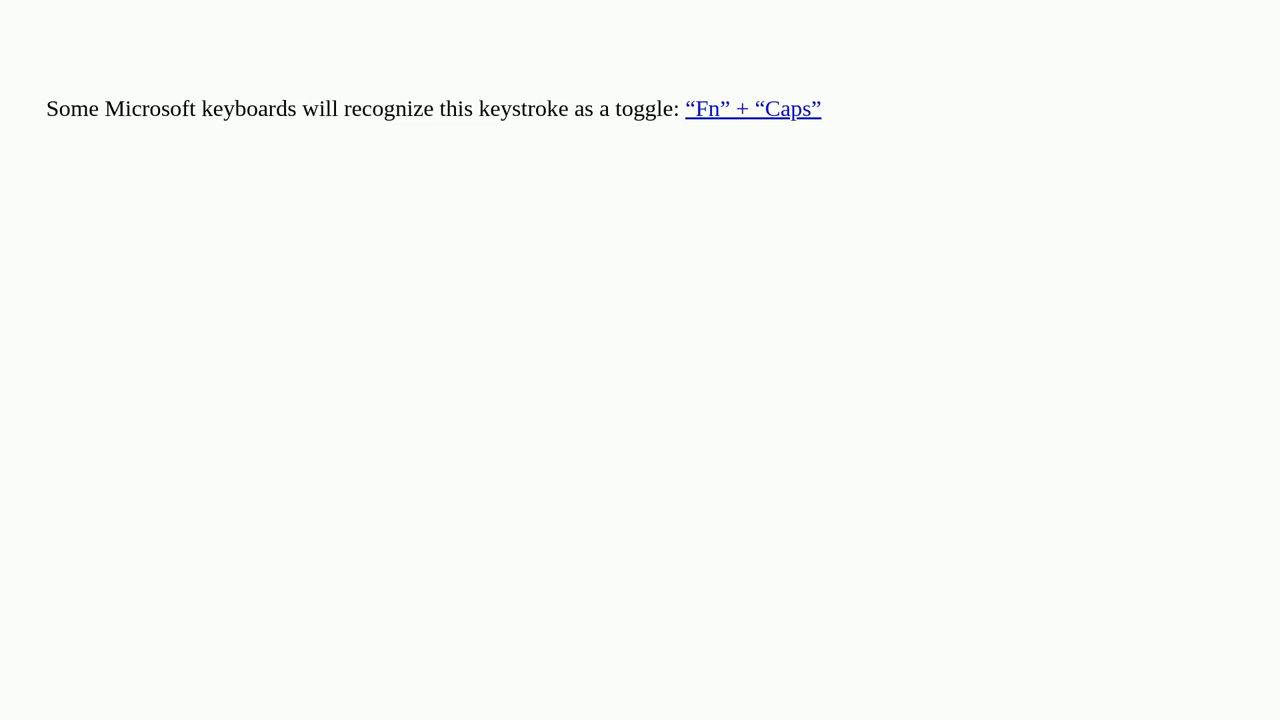 Some Microsoft keyboards will recognize this keystroke as a toggle: “Fn” + “Caps”